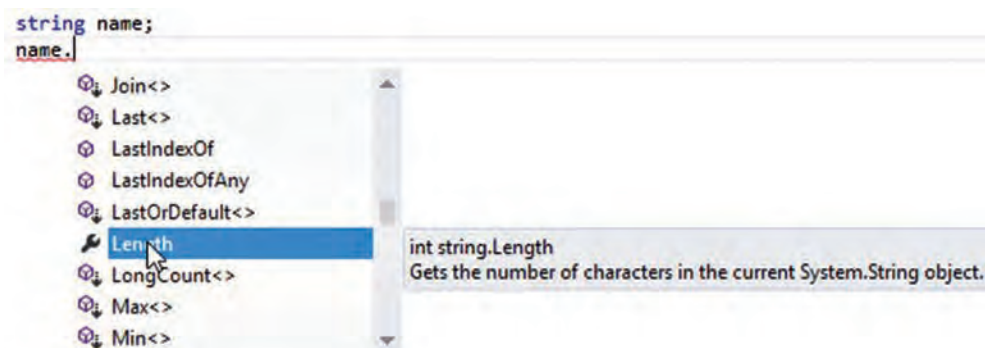 string name;
name.
Join<>
Last<>
LastIndexOf
LastIndexOfAny
LastOrDefault<>
Length
int string.Length
Gets the number of characters in the current System.String object.
LongCount<>
Max<>
Min<>